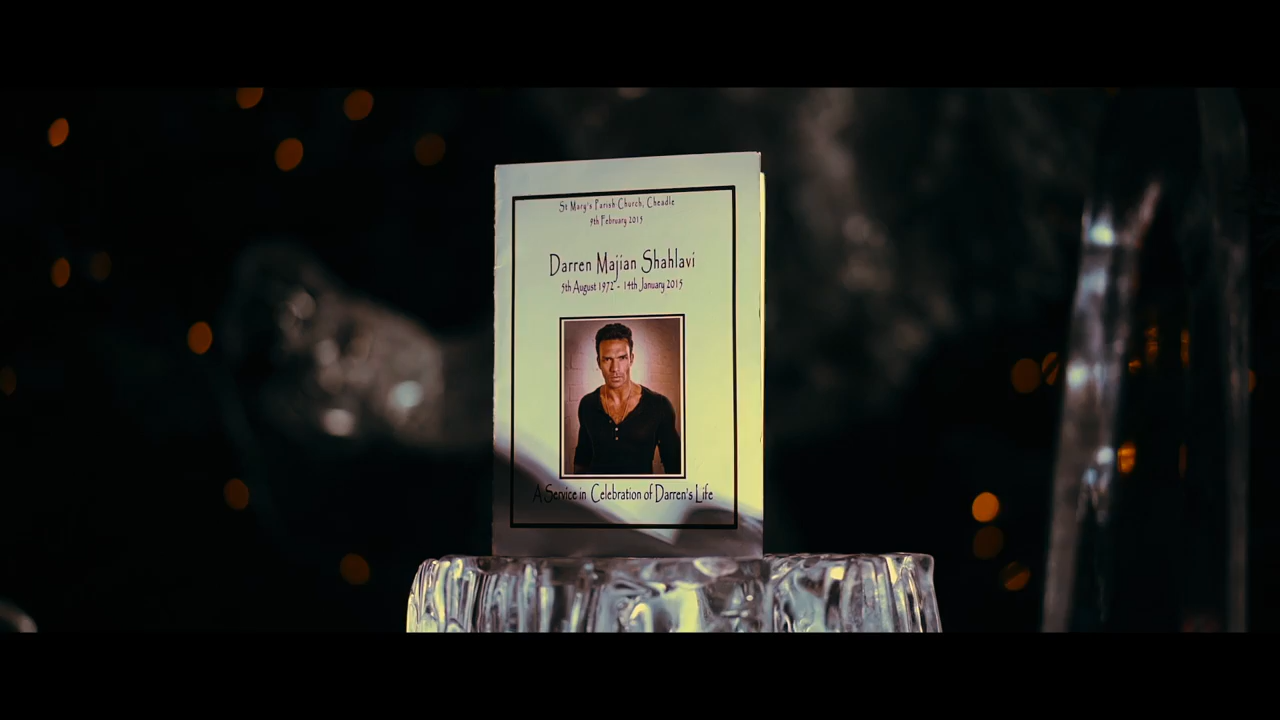 St Mary's Parish Church, Cheadle
9th February 2015
Darren Majian Shahlavi
5th August 1972 - 14th January 2015
A Service in Celebration of Darren's Life